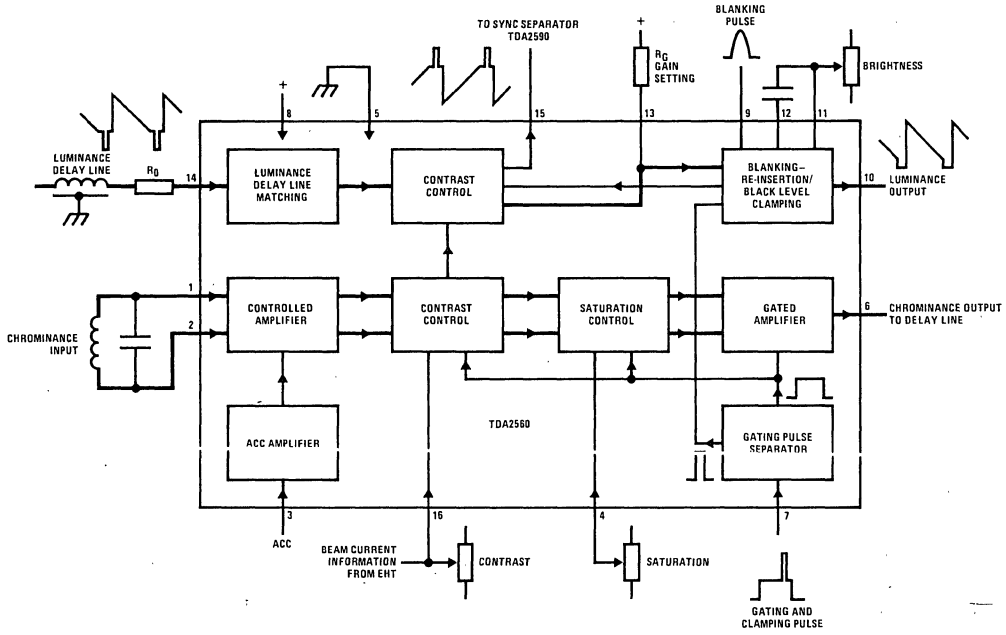 BLANKING
PULSE
TO SYNC SEPARATOR
TDA2590
+
RG
GAIN
SETTING
BRIGHTNESS
+
8
5
15
13
9
12
11
LUMINANCE
DELAY LINE
RD
14
LUMINANCE
DELAY LINE
MATCHING
CONTRAST
CONTROL
BLANKING–
RE-INSERTION/
BLACK LEVEL
CLAMPING
10
LUMINANCE
OUTPUT
CHROMINANCE
INPUT
1
2
CONTROLLED
AMPLIFIER
CONTRAST
CONTROL
SATURATION
CONTROL
GATED
AMPLIFIER
6
CHROMINANCE OUTPUT
TO DELAY LINE
ACC AMPLIFIER
TDA2560
GATING PULSE
SEPARATOR
3
16
4
7
ACC
BEAM CURRENT
INFORMATION
FROM EHT
CONTRAST
SATURATION
GATING AND
CLAMPING PULSE